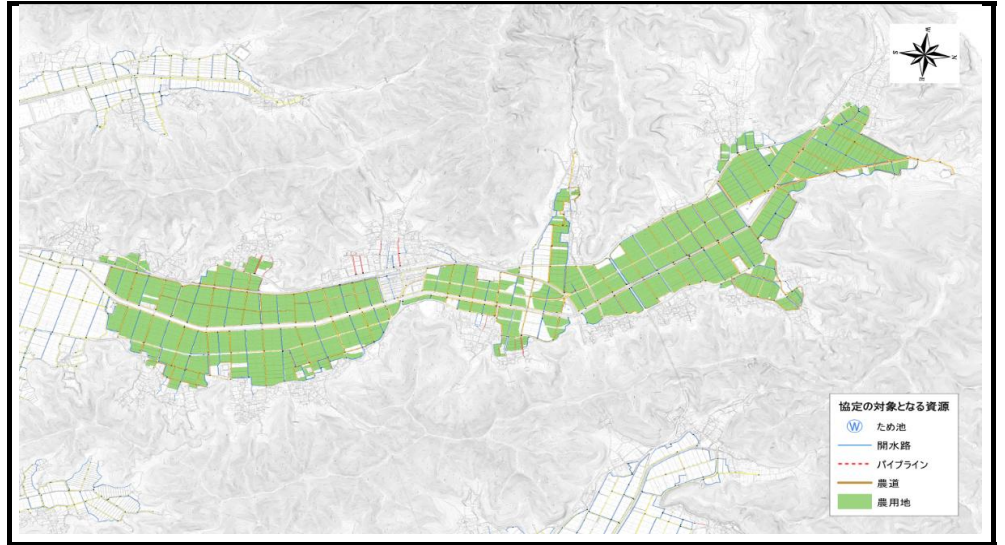 協定の対象となる資源
W
ため池
開水路
パイプライン
農道
農用地